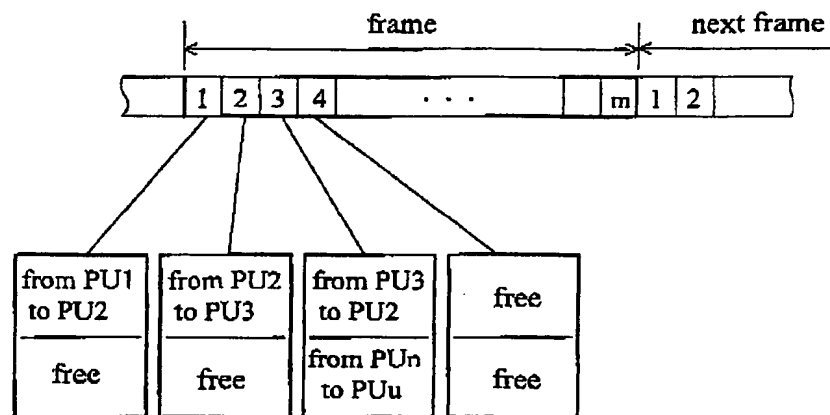 frame
next frame
1 2 3 4 · · · m 1 2
from PU1
to PU2
free
from PU2
to PU3
free
from PU3
to PU2
from PUn
to PUu
free
free